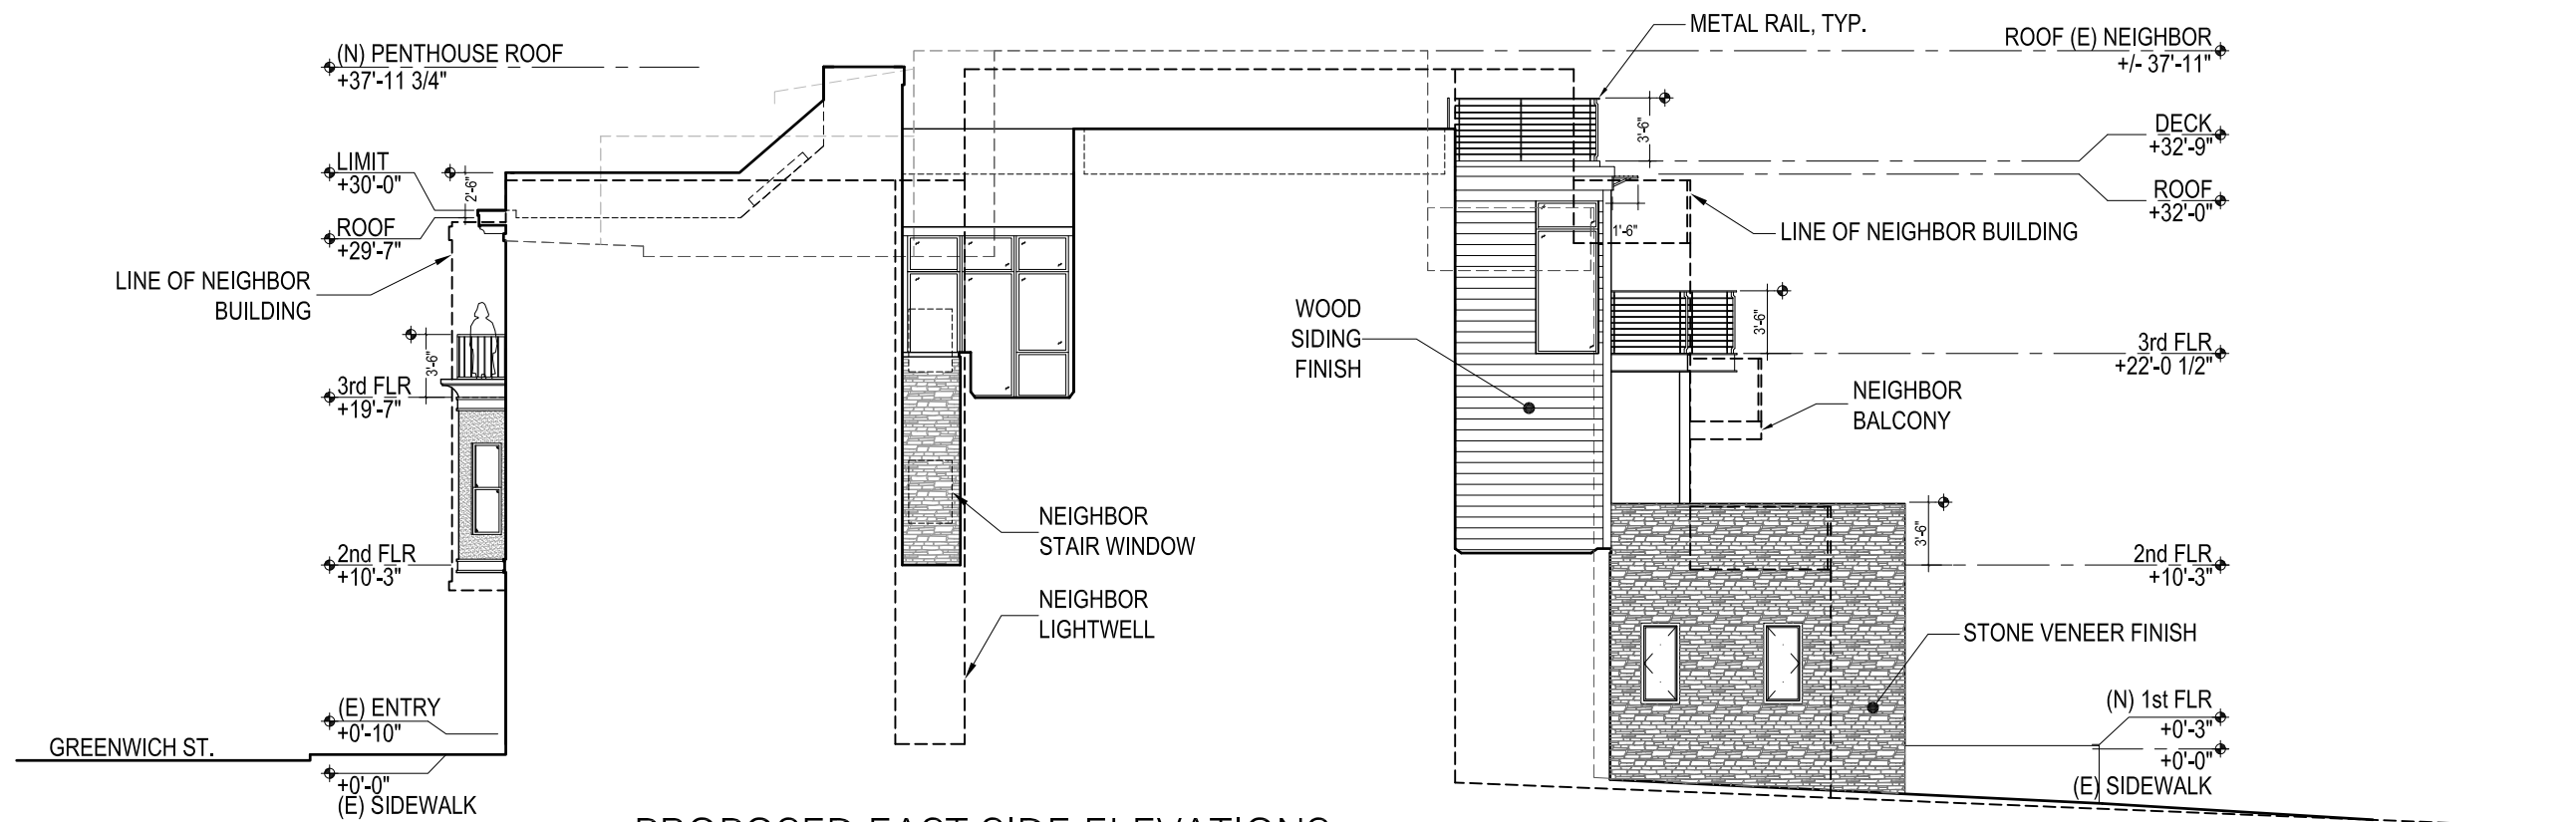 (N) PENTHOUSE ROOF
+37'-11 3/4"
LIMIT
+30'-0"
2'-6"
ROOF
+29'-7"
LINE OF NEIGHBOR
BUILDING
3'-6"
3rd FLR
+19'-7"
2nd FLR
+10'-3"
(E) ENTRY
+0'-10"
GREENWICH ST.
+0'-0"
(E) SIDEWALK
NEIGHBOR
STAIR WINDOW
NEIGHBOR
LIGHTWELL
WOOD
SIDING
FINISH
METAL RAIL, TYP.
3'-6"
1'-6"
LINE OF NEIGHBOR BUILDING
3'-6"
NEIGHBOR
BALCONY
3'-6"
STONE VENEER FINISH
ROOF (E) NEIGHBOR
+/- 37'-11"
DECK
+32'-9"
ROOF
+32'-0"
3rd FLR
+22'-0 1/2"
2nd FLR
+10'-3"
(N) 1st FLR
+0'-3"
+0'-0"
(E) SIDEWALK
PROPOSED EAST SIDE ELEVATIONS